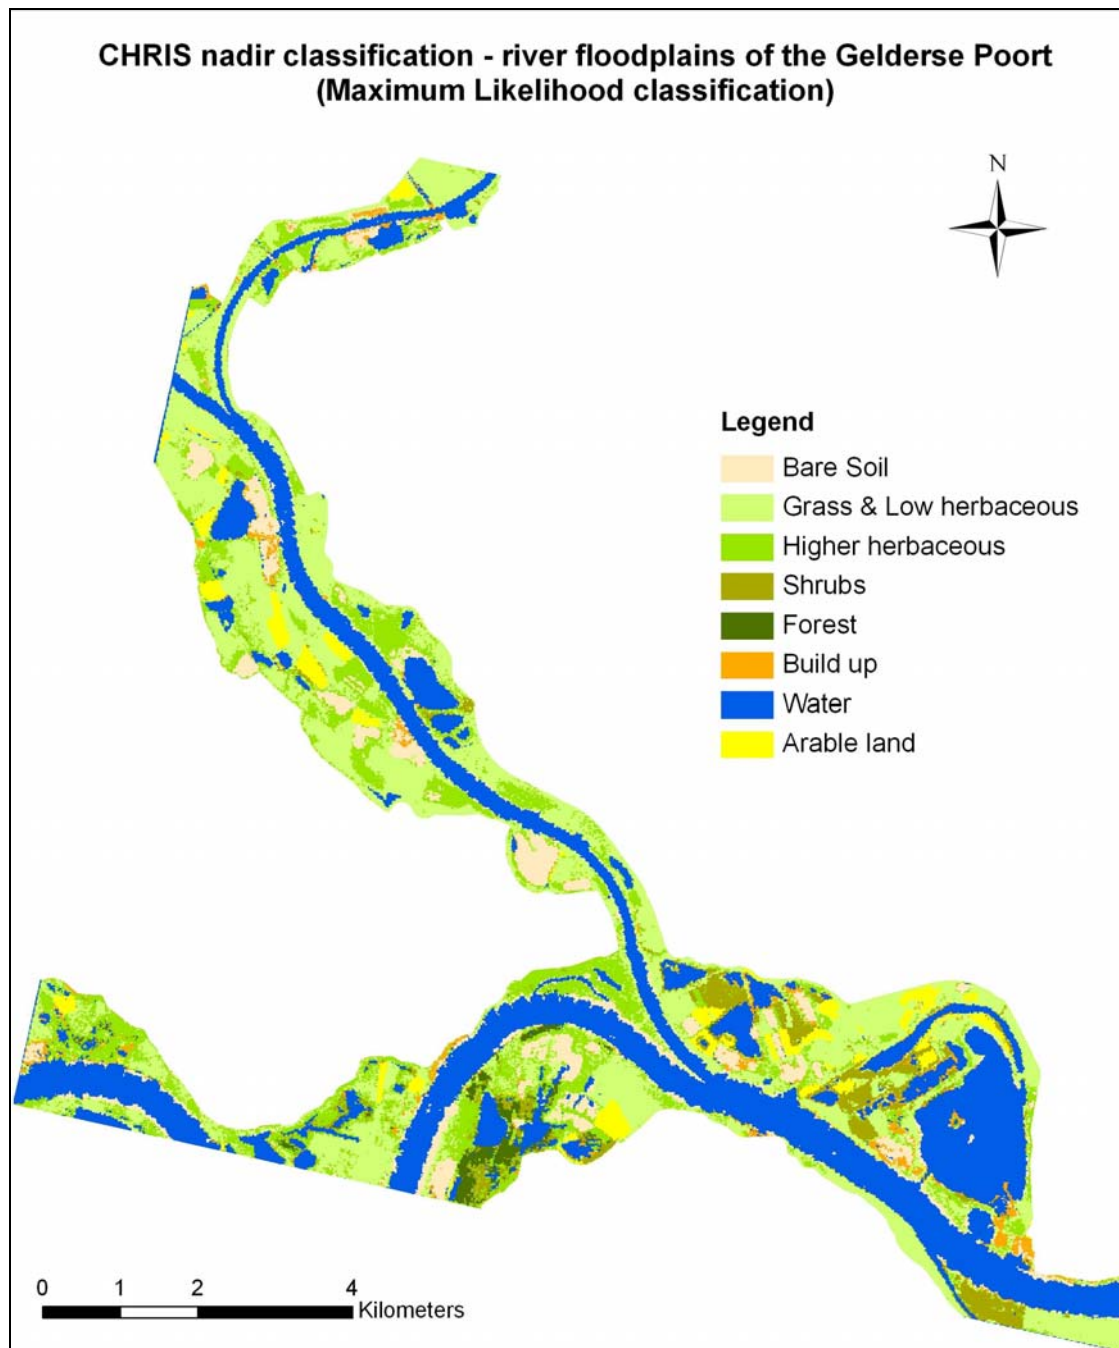 CHRIS nadir classification - river floodplains of the Gelderse Poort
(Maximum Likelihood classification)
N
Legend
Bare Soil
Grass & Low herbaceous
Higher herbaceous
Shrubs
Forest
Build up
Water
Arable land
0 1 2 4
Kilometers